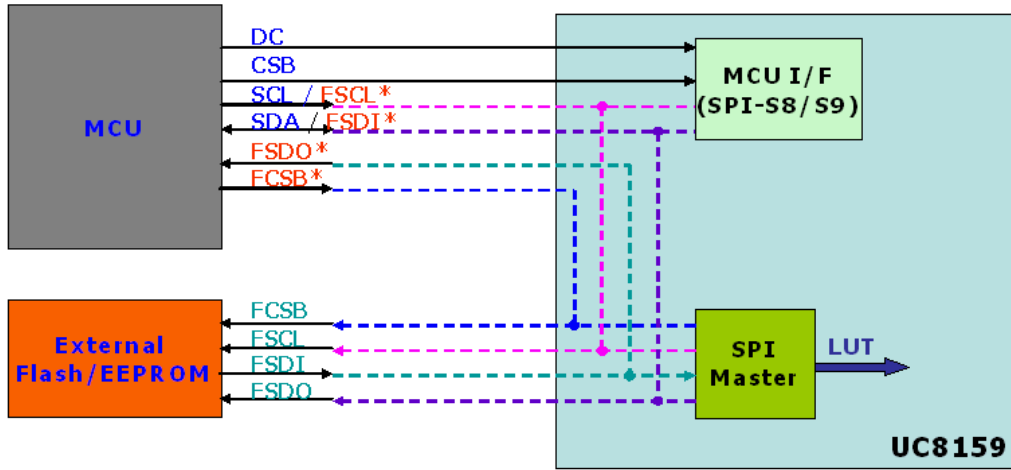 DC
CSB
SCL / FSCL*
SDA / FSDI*
FSDO*
FCSB*
MCU
MCU I/F
(SPI-S8/S9)
FCSB
FSCL
FSDI
FSDO
External
Flash/EEPROM
SPI
Master
LUT
UC8159